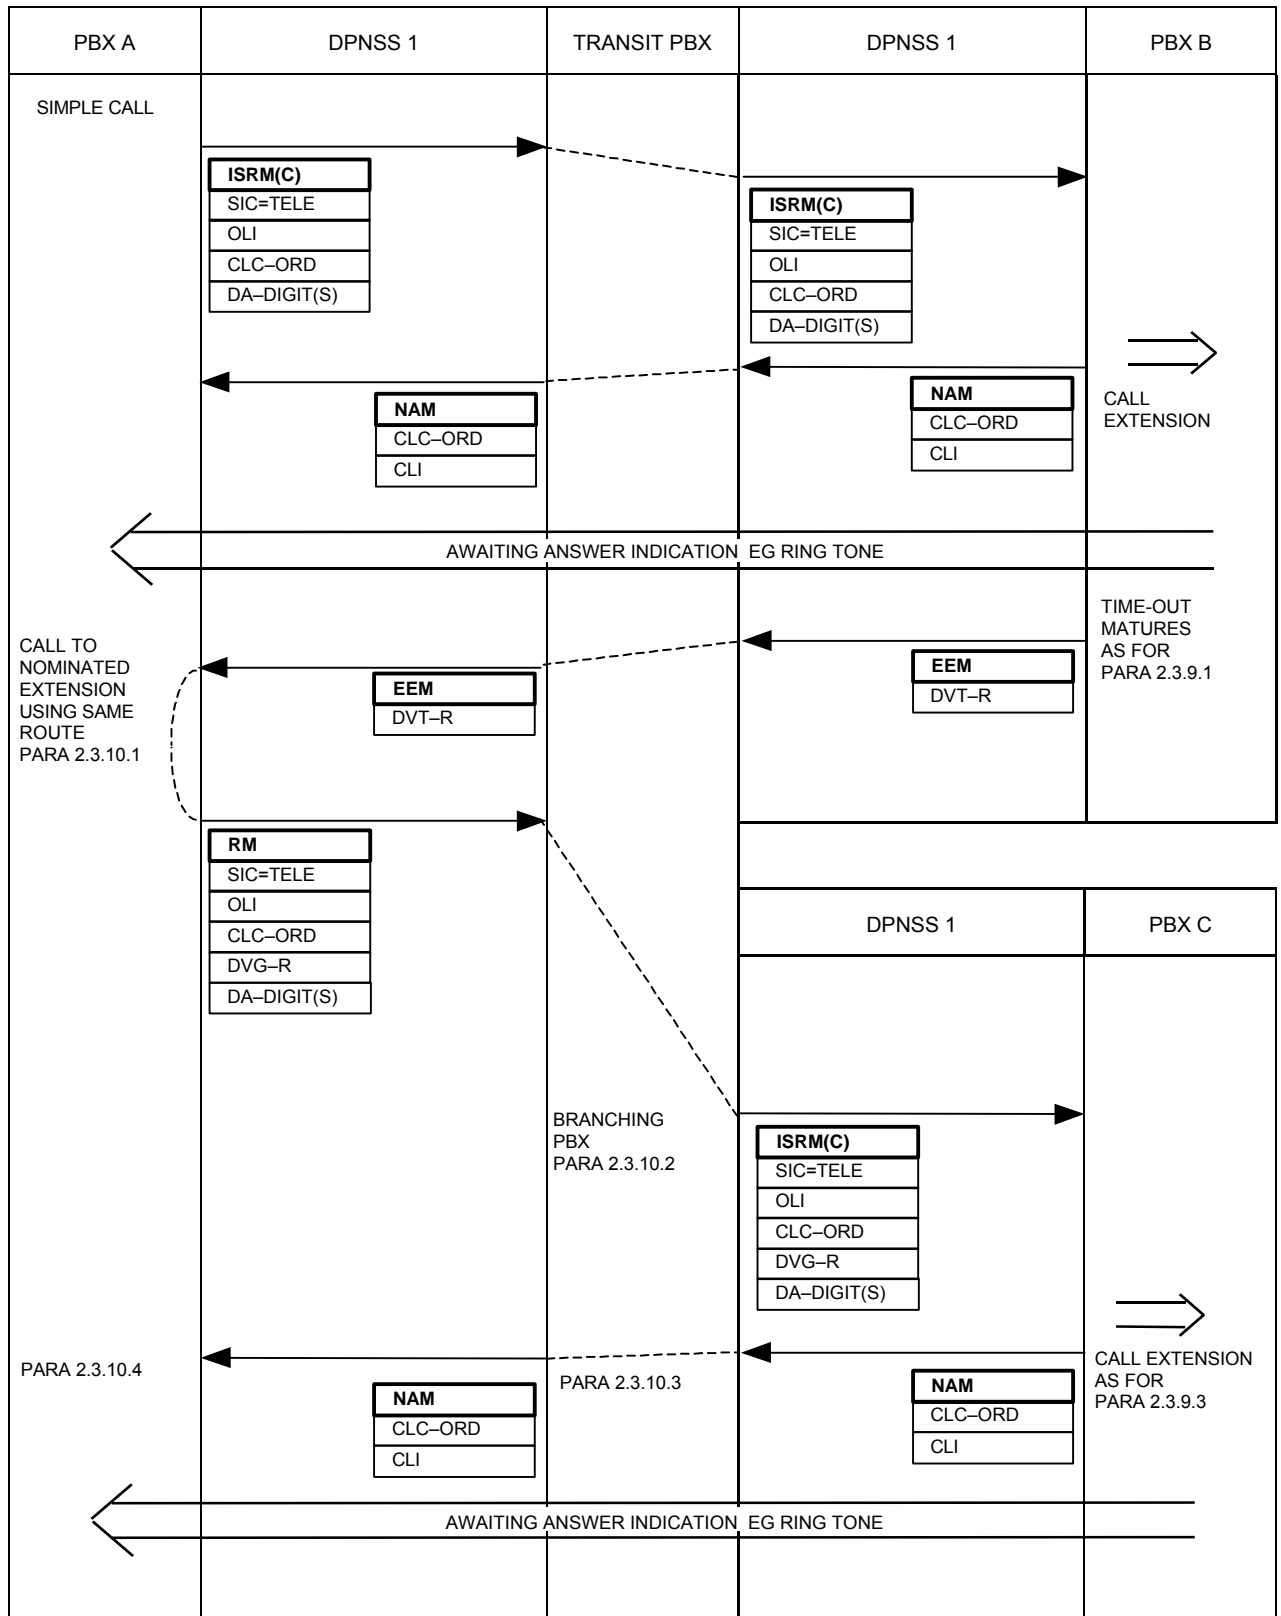 PBX A
DPNSS 1
TRANSIT PBX
DPNSS 1
PBX B
SIMPLE CALL
ISRM(C)
SIC=TELE
OLI
CLC–ORD
DA–DIGIT(S)
ISRM(C)
SIC=TELE
OLI
CLC–ORD
DA–DIGIT(S)
NAM
CLC–ORD
CLI
NAM
CLC–ORD
CLI
CALL
EXTENSION
AWAITING ANSWER INDICATION EG RING TONE
TIME-OUT
MATURES
AS FOR
PARA 2.3.9.1
CALL TO
NOMINATED
EXTENSION
USING SAME
ROUTE
PARA 2.3.10.1
EEM
DVT–R
EEM
DVT–R
RM
SIC=TELE
OLI
CLC–ORD
DVG–R
DA–DIGIT(S)
DPNSS 1
PBX C
BRANCHING
PBX
PARA 2.3.10.2
ISRM(C)
SIC=TELE
OLI
CLC–ORD
DVG–R
DA–DIGIT(S)
PARA 2.3.10.4
NAM
CLC–ORD
CLI
PARA 2.3.10.3
NAM
CLC–ORD
CLI
CALL EXTENSION
AS FOR
PARA 2.3.9.3
AWAITING ANSWER INDICATION EG RING TONE